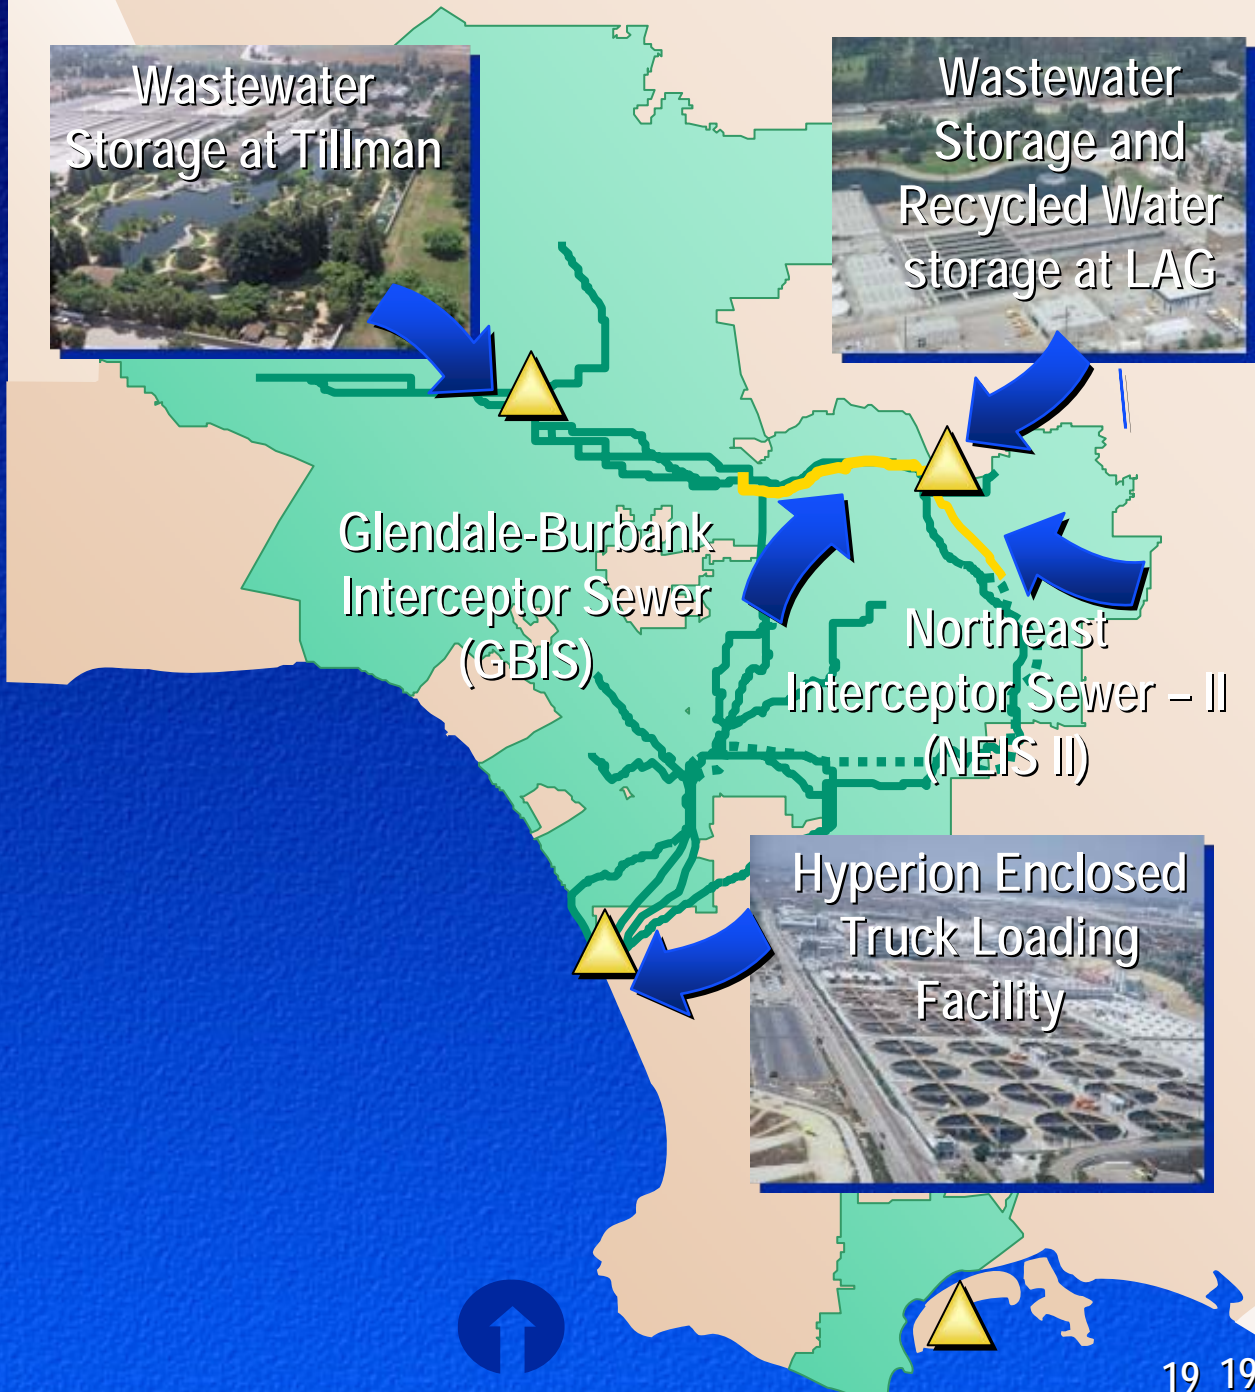 Wastewater
Storage at Tillman
Wastewater
Storage and
Recycled Water
storage at LAG
Glendale-Burbank
Interceptor Sewer
(GBIS)
Northeast
Interceptor Sewer – II
(NEIS II)
Hyperion Enclosed
Truck Loading
Facility
19 19